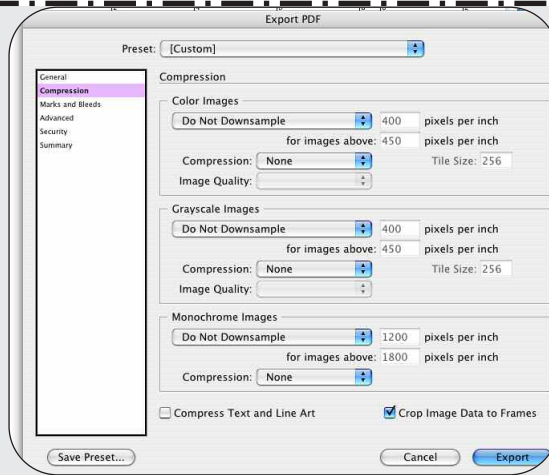 Export PDF
Preset: [Custom]
General
Compression
Marks and Bleeds
Advanced
Security
Summary
Compression
Color Images
Do Not Downsample 400 pixels per inch
for images above: 450 pixels per inch
Compression: None Tile Size: 256
Image Quality:
Grayscale Images
Do Not Downsample 400 pixels per inch
for images above: 450 pixels per inch
Compression: None Tile Size: 256
Image Quality:
Monochrome Images
Do Not Downsample 1200 pixels per inch
for images above: 1800 pixels per inch
Compression: None
Compress Text and Line Art Crop Image Data to Frames
Save Preset... Cancel Export